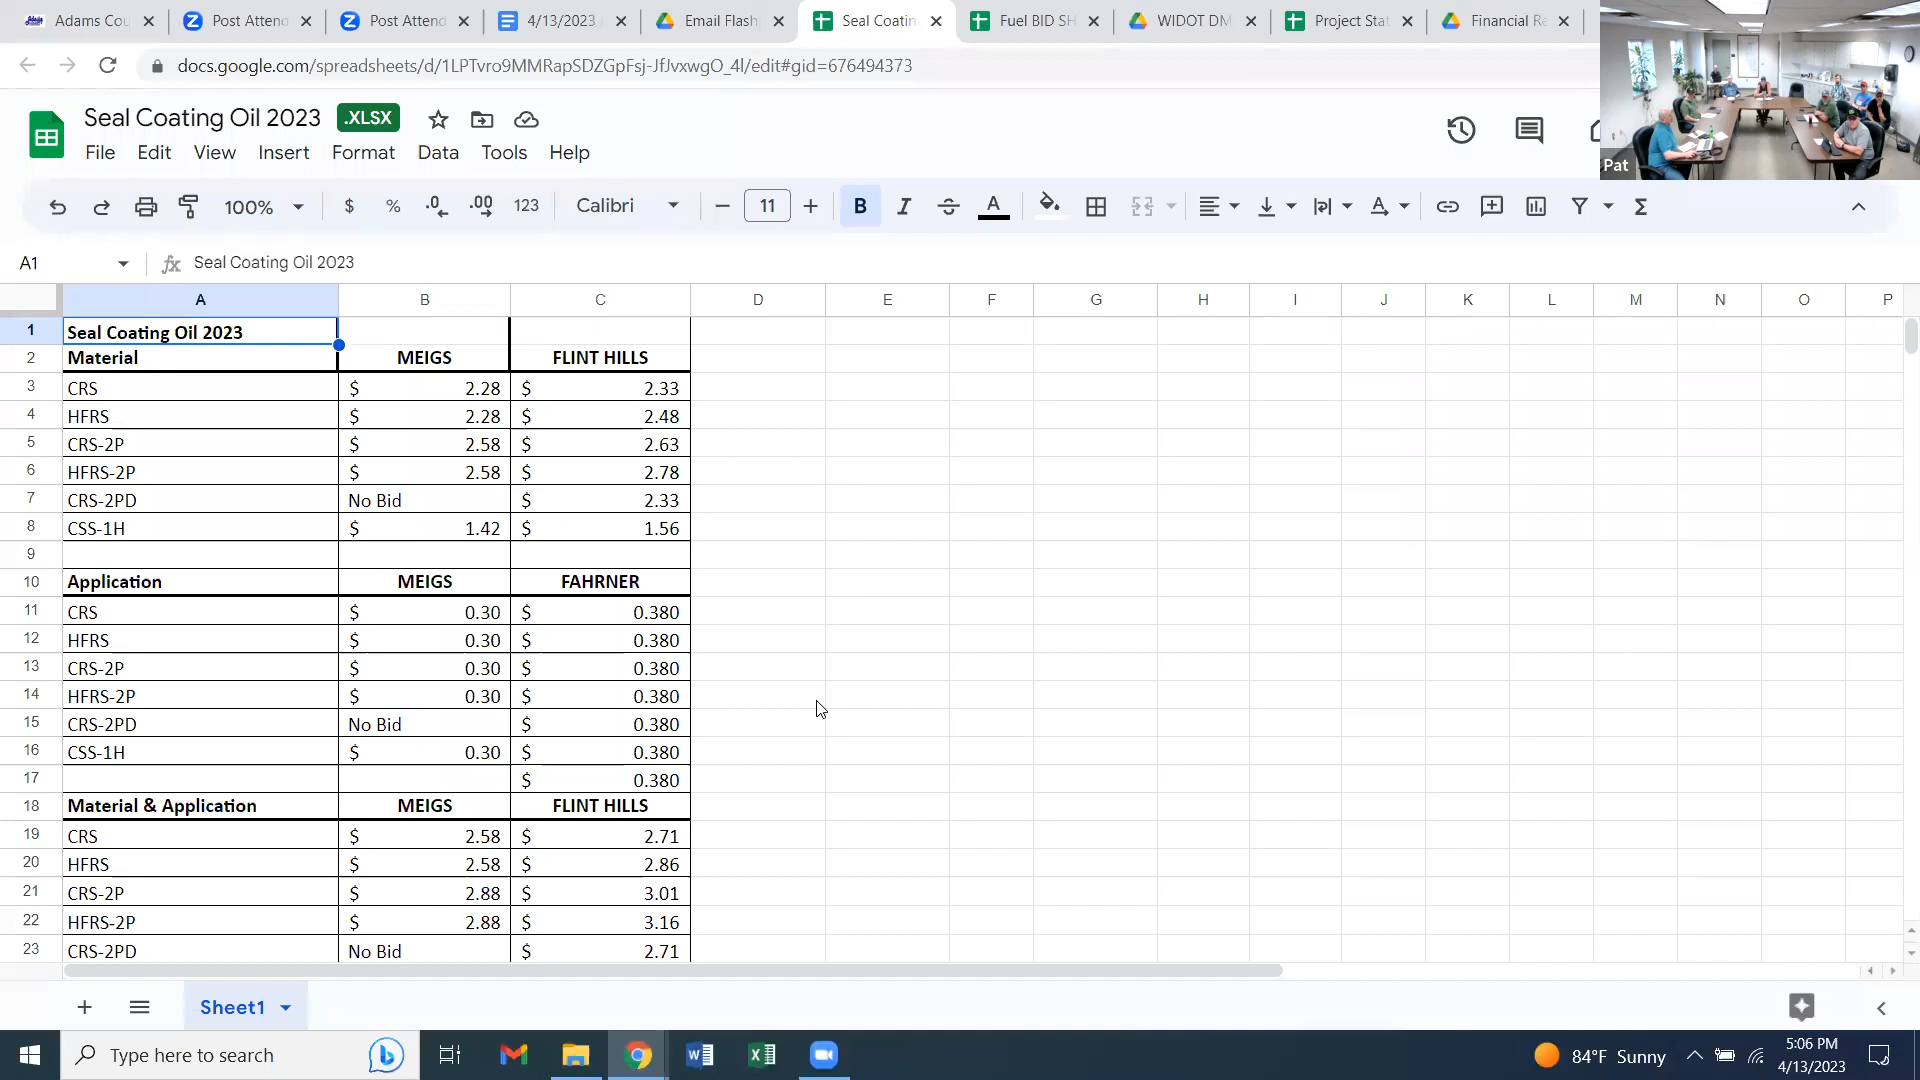 Adams Cou
Post Attend
Post Attend
4/13/2023
Email Flash
Seal Coatin
Fuel BID SH
WIDOT DM
Project Stat
Financial Re
docs.google.com/spreadsheets/d/1LPTvro9MMRapSDZGpFsj-JfJvxwgO_4l/edit#gid=676494373
Seal Coating Oil 2023 .XLSX
File Edit View Insert Format Data Tools Help
Pat
100% $ % .0 .00 123 Calibri 11 B I S A
A1 fx Seal Coating Oil 2023
A B C D E F G H I J K L M N O P
1 Seal Coating Oil 2023
2 Material MEIGS FLINT HILLS
3 CRS $ 2.28 $ 2.33
4 HFRS $ 2.28 $ 2.48
5 CRS-2P $ 2.58 $ 2.63
6 HFRS-2P $ 2.58 $ 2.78
7 CRS-2PD No Bid $ 2.33
8 CSS-1H $ 1.42 $ 1.56
9
10 Application MEIGS FAHRNER
11 CRS $ 0.30 $ 0.380
12 HFRS $ 0.30 $ 0.380
13 CRS-2P $ 0.30 $ 0.380
14 HFRS-2P $ 0.30 $ 0.380
15 CRS-2PD No Bid $ 0.380
16 CSS-1H $ 0.30 $ 0.380
17 $ 0.380
18 Material & Application MEIGS FLINT HILLS
19 CRS $ 2.58 $ 2.71
20 HFRS $ 2.58 $ 2.86
21 CRS-2P $ 2.88 $ 3.01
22 HFRS-2P $ 2.88 $ 3.16
23 CRS-2PD No Bid $ 2.71
Sheet1
Type here to search
84°F Sunny
5:06 PM
4/13/2023